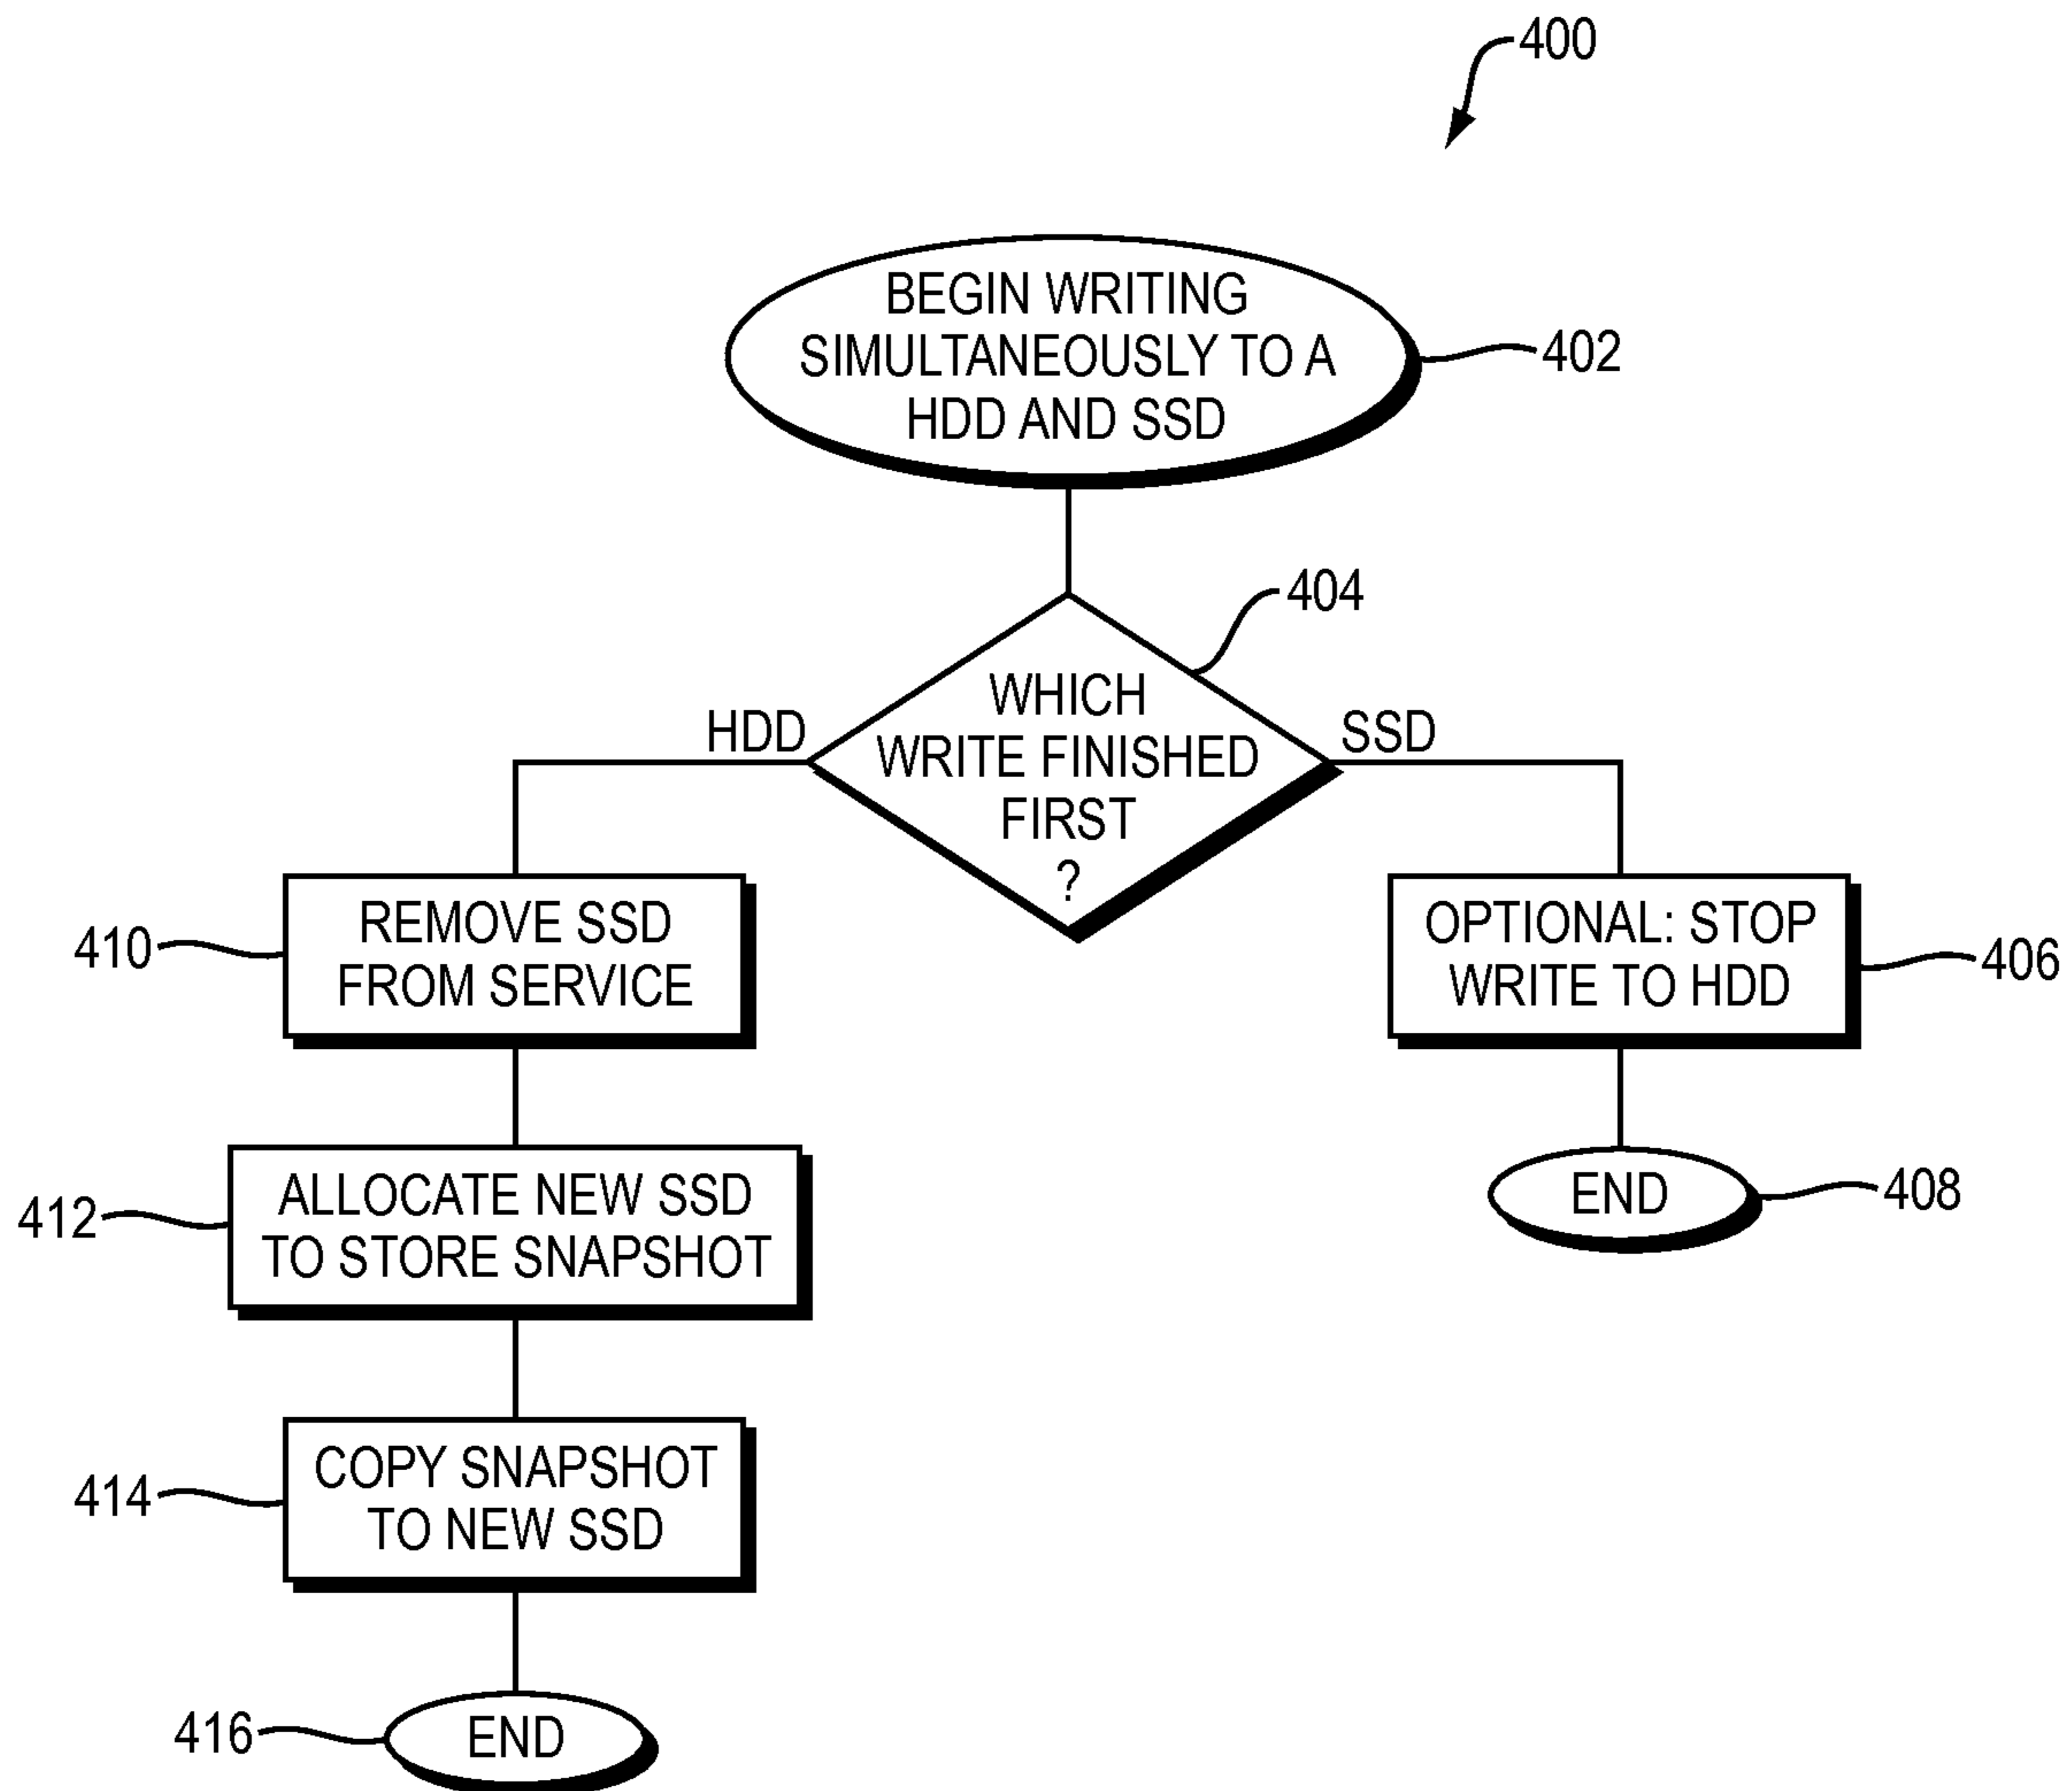 400
BEGIN WRITING
SIMULTANEOUSLY TO A
HDD AND SSD
402
404
WHICH
WRITE FINISHED
FIRST
?
HDD
SSD
410
REMOVE SSD
FROM SERVICE
OPTIONAL: STOP
WRITE TO HDD
406
412
ALLOCATE NEW SSD
TO STORE SNAPSHOT
END
408
414
COPY SNAPSHOT
TO NEW SSD
416
END